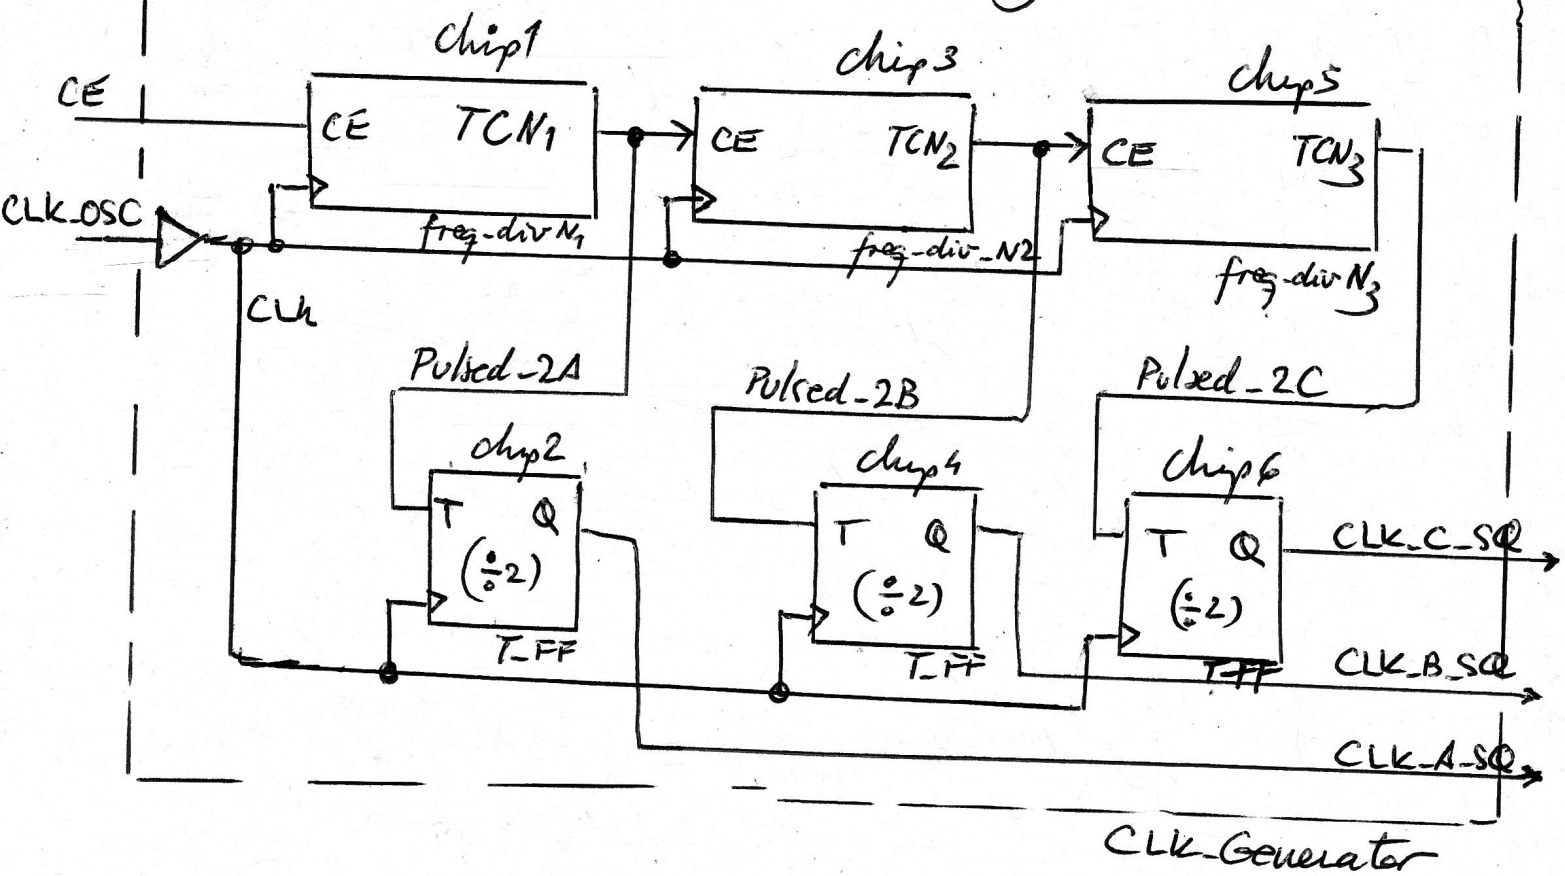 chip1
chip3
chip5
CE
CE TCN1
CE TCN2
CE TCN3
CLK_OSC
freq-div N1
freq-div_N2
freq-div N3
CLK
Pulsed_2A
Pulsed_2B
Pulsed_2C
chip2
chip4
chip6
T Q
(÷2)
T_FF
T Q
(÷2)
T_FF
T Q
(÷2)
T_FF
CLK_C_SQ
CLK_B_SQ
CLK_A_SQ
CLK_Generator